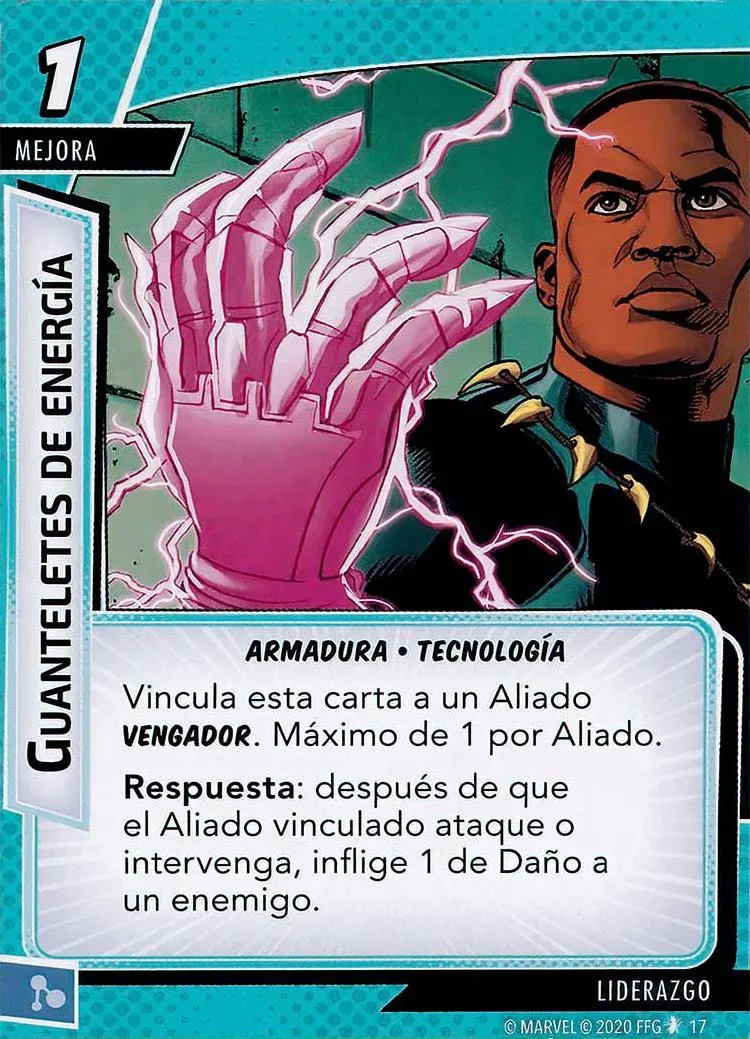 1
MEJORA
GUANTELETES DE ENERGÍA
ARMADURA • TECNOLOGÍA
Vincula esta carta a un Aliado
VENGADOR. Máximo de 1 por Aliado.
Respuesta: después de que
el Aliado vinculado ataque o
intervenga, inflige 1 de Daño a
un enemigo.
LIDERAZGO
© MARVEL © 2020 FFG 17